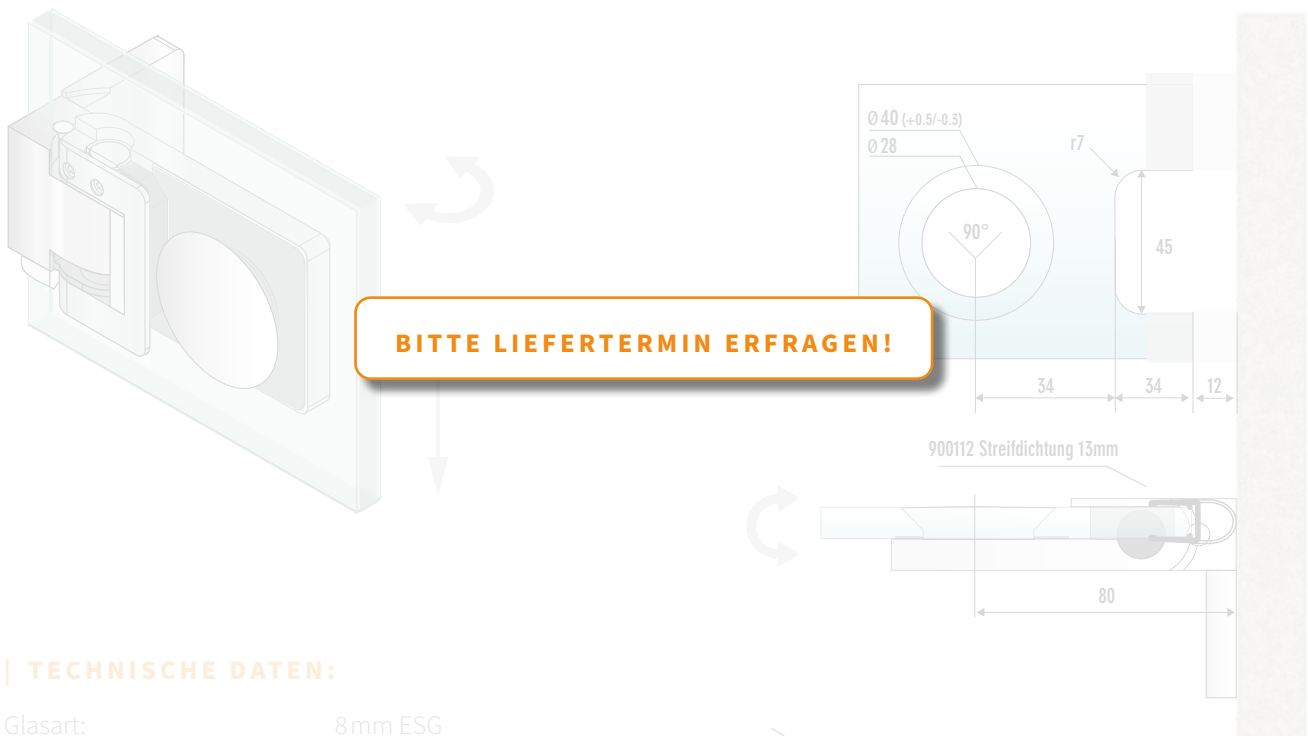 Ø 40 (+0.5/-0.3)
Ø 28
r7
90°
45
BITTE LIEFERTERMIN ERFRAGEN!
34
34
12
900112 Streifdichtung 13mm
80
| TECHNISCHE DATEN:
Glasart: 8 mm ESG